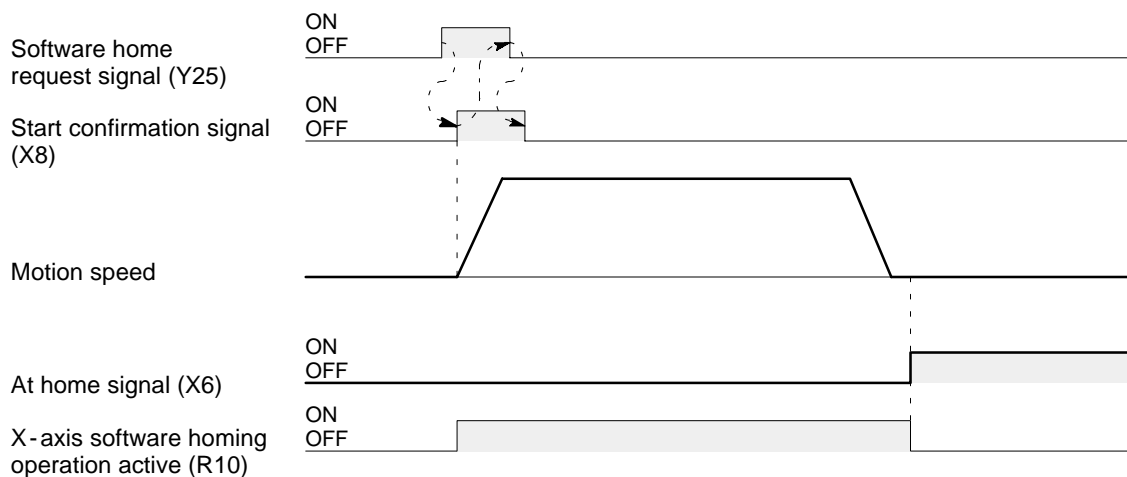 ON
OFF
Software home
request signal (Y25)
ON
OFF
Start confirmation signal
(X8)
Motion speed
ON
OFF
At home signal (X6)
ON
OFF
X-axis software homing
operation active (R10)